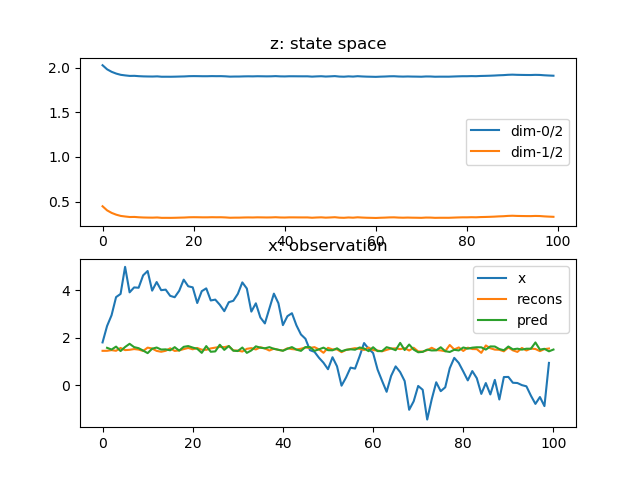 z: state space
2.0
1.5
1.0
0.5
dim-0/2
dim-1/2
0 20 40 60 80 100
x: observation
4
2
0
x
recons
pred
0 20 40 60 80 100